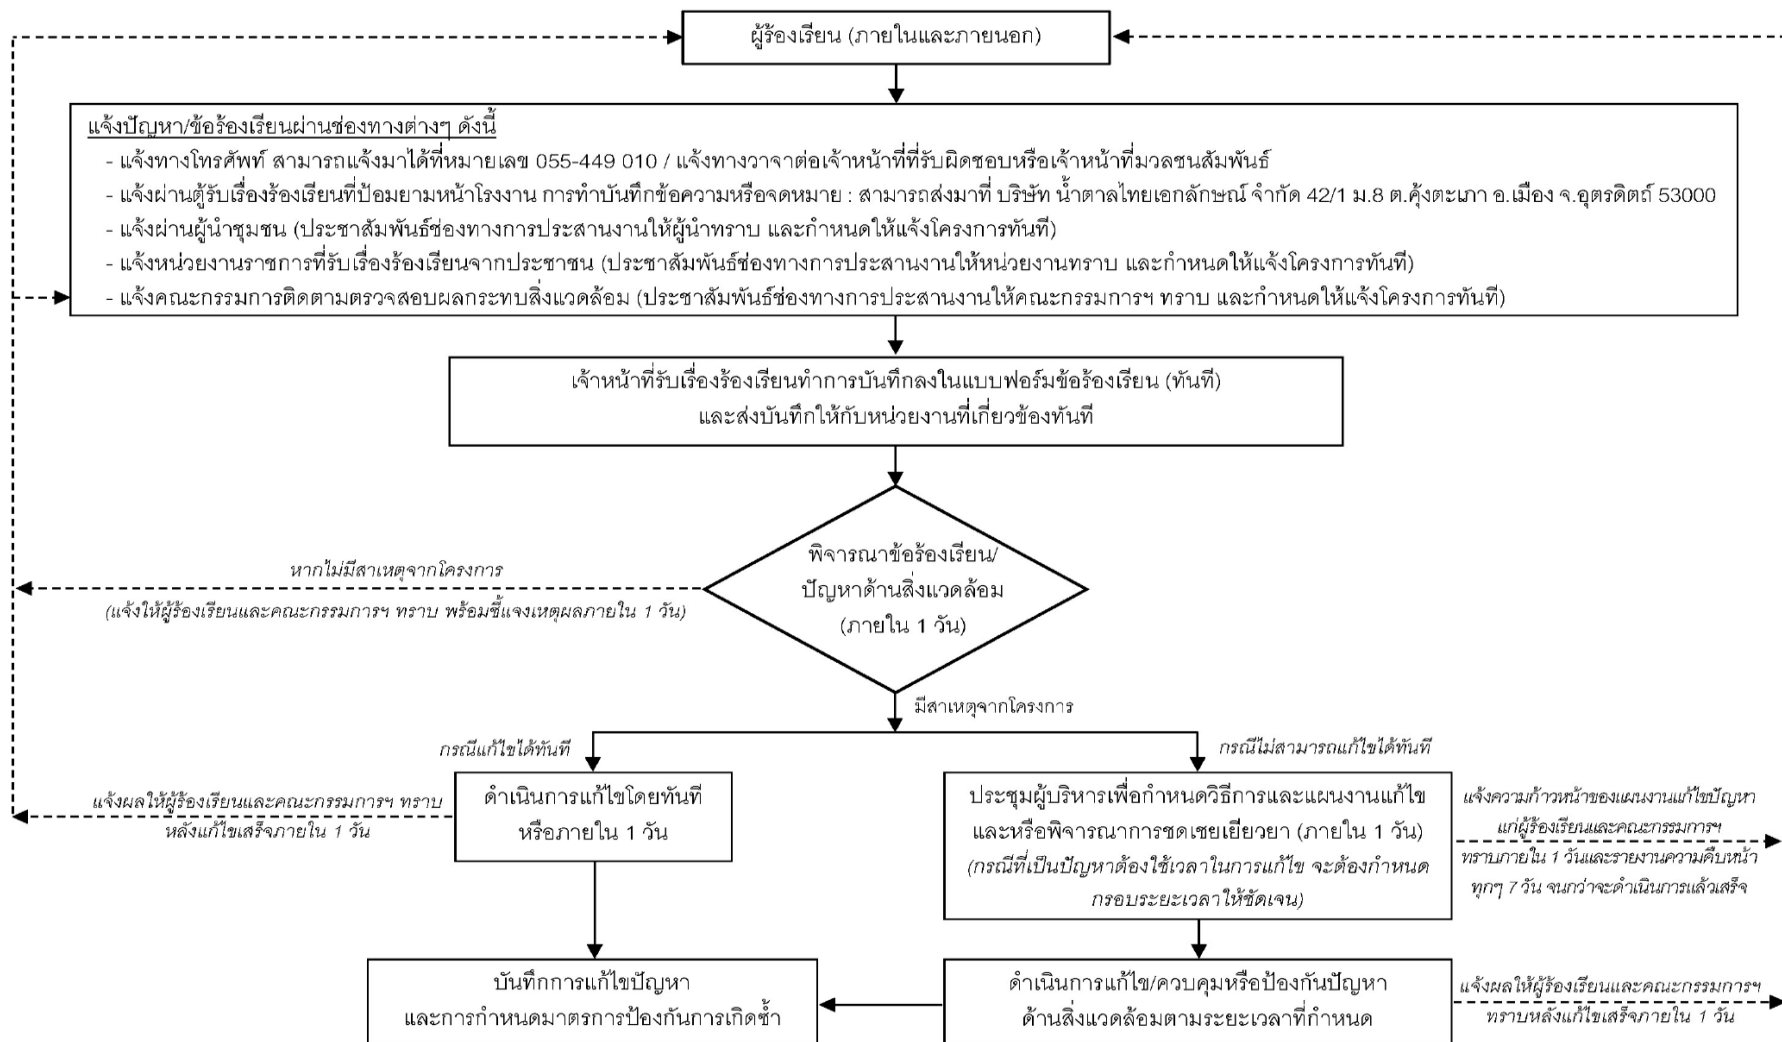 ผู้ร้องเรียน (ภายในและภายนอก)
แจ้งปัญหา/ข้อร้องเรียนผ่านช่องทางต่างๆ ดังนี้
- แจ้งทางโทรศัพท์ สามารถแจ้งมาได้ที่หมายเลข 055-449 010 / แจ้งทางวาจาต่อเจ้าหน้าที่ที่รับผิดชอบหรือเจ้าหน้าที่มวลชนสัมพันธ์
- แจ้งผ่านตู้รับเรื่องร้องเรียนที่ป้อมยามหน้าโรงงาน การทำบันทึกข้อความหรือจดหมาย : สามารถส่งมาที่ บริษัท น้ำตาลไทยเอกลักษณ์ จำกัด 42/1 ม.8 ต.คุ้งตะเภา อ.เมือง จ.อุตรดิตถ์ 53000
- แจ้งผ่านผู้นำชุมชน (ประชาสัมพันธ์ช่องทางการประสานงานให้ผู้นำทราบ และกำหนดให้แจ้งโครงการทันที)
- แจ้งหน่วยงานราชการที่รับเรื่องร้องเรียนจากประชาชน (ประชาสัมพันธ์ช่องทางการประสานงานให้หน่วยงานทราบ และกำหนดให้แจ้งโครงการทันที)
- แจ้งคณะกรรมการติดตามตรวจสอบผลกระทบสิ่งแวดล้อม (ประชาสัมพันธ์ช่องทางการประสานงานให้คณะกรรมการฯ ทราบ และกำหนดให้แจ้งโครงการทันที)
เจ้าหน้าที่รับเรื่องร้องเรียนทำการบันทึกลงในแบบฟอร์มข้อร้องเรียน (ทันที)
และส่งบันทึกให้กับหน่วยงานที่เกี่ยวข้องทันที
พิจารณาข้อร้องเรียน/
ปัญหาด้านสิ่งแวดล้อม
(ภายใน 1 วัน)
หากไม่มีสาเหตุจากโครงการ
(แจ้งให้ผู้ร้องเรียนและคณะกรรมการฯ ทราบ พร้อมชี้แจงเหตุผลภายใน 1 วัน)
มีสาเหตุจากโครงการ
กรณีแก้ไขได้ทันที
กรณีไม่สามารถแก้ไขได้ทันที
แจ้งผลให้ผู้ร้องเรียนและคณะกรรมการฯ ทราบ
หลังแก้ไขเสร็จภายใน 1 วัน
ดำเนินการแก้ไขโดยทันที
หรือภายใน 1 วัน
ประชุมผู้บริหารเพื่อกำหนดวิธีการและแผนงานแก้ไข
และหรือพิจารณาการชดเชยเยียวยา (ภายใน 1 วัน)
(กรณีที่เป็นปัญหาต้องใช้เวลาในการแก้ไข จะต้องกำหนด
กรอบระยะเวลาให้ชัดเจน)
แจ้งความก้าวหน้าของแผนงานแก้ไขปัญหา
แก่ผู้ร้องเรียนและคณะกรรมการฯ
ทราบภายใน 1 วันและรายงานความคืบหน้า
ทุกๆ 7 วัน จนกว่าจะดำเนินการแล้วเสร็จ
บันทึกการแก้ไขปัญหา
และการกำหนดมาตรการป้องกันการเกิดซ้ำ
ดำเนินการแก้ไข/ควบคุมหรือป้องกันปัญหา
ด้านสิ่งแวดล้อมตามระยะเวลาที่กำหนด
แจ้งผลให้ผู้ร้องเรียนและคณะกรรมการฯ
ทราบหลังแก้ไขเสร็จภายใน 1 วัน